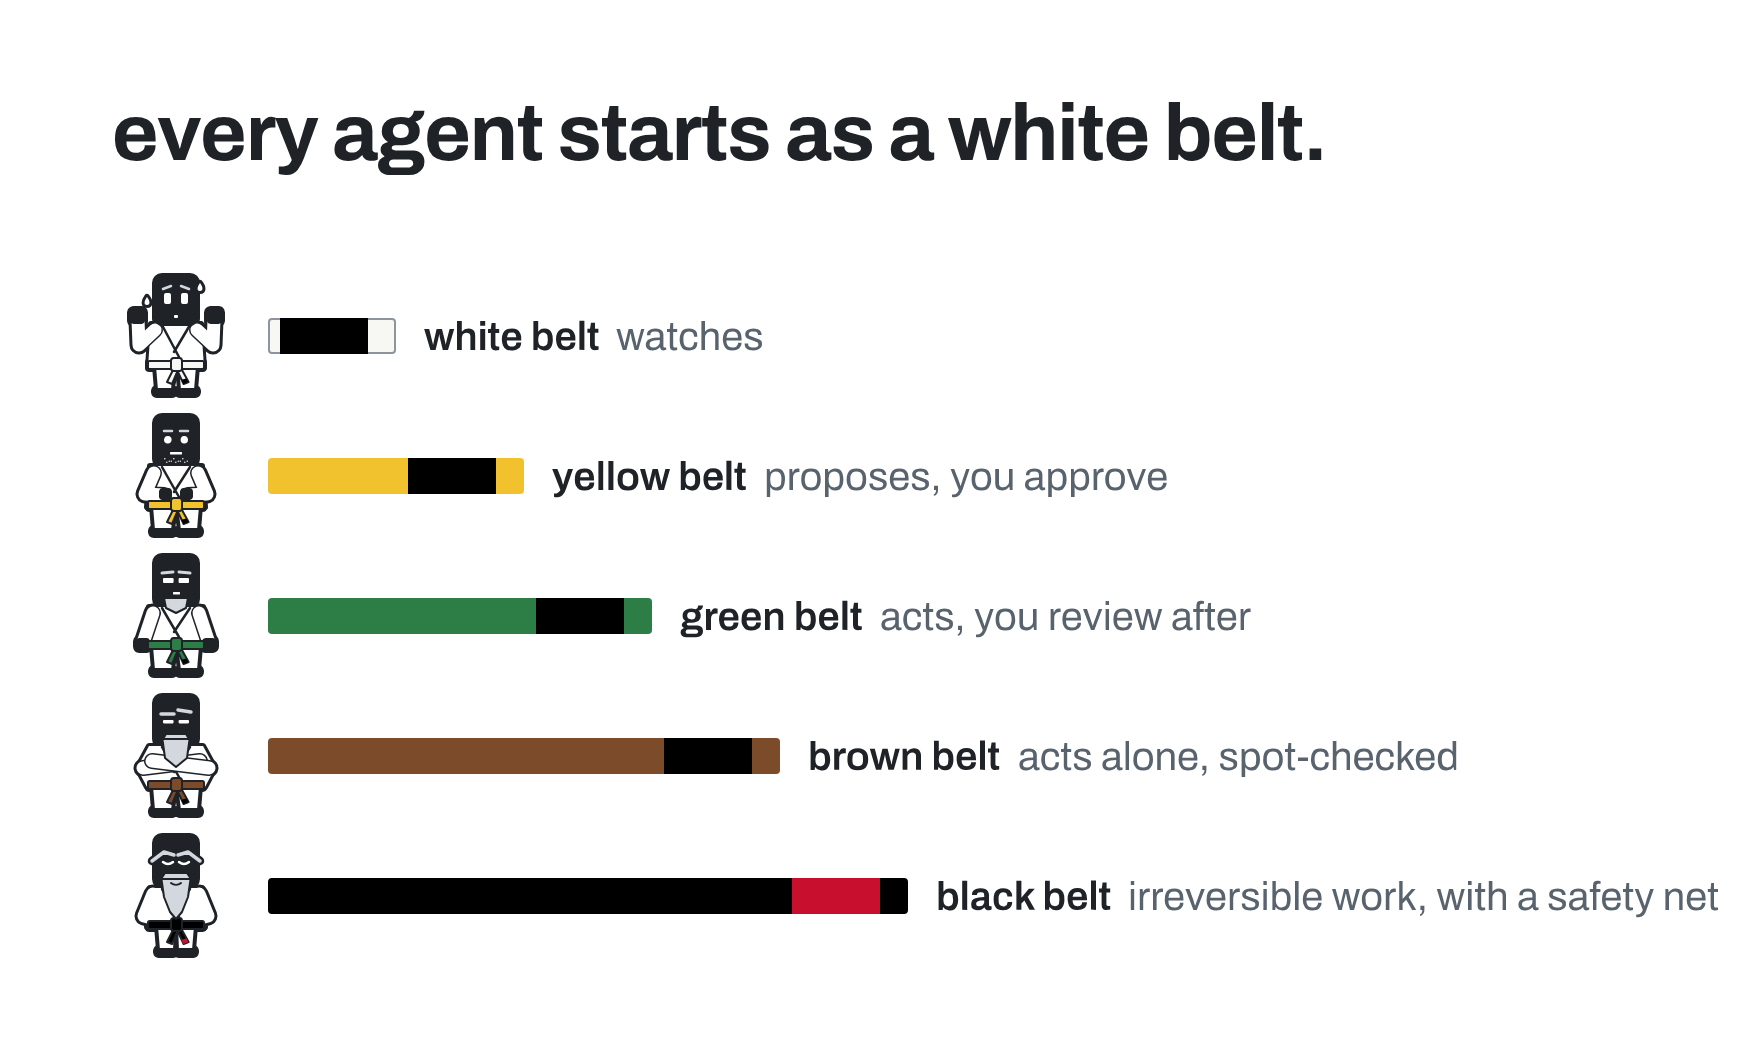 every agent starts as a white belt.
white belt watches
yellow belt proposes, you approve
green belt acts, you review after
brown belt acts alone, spot-checked
black belt irreversible work, with a safety net